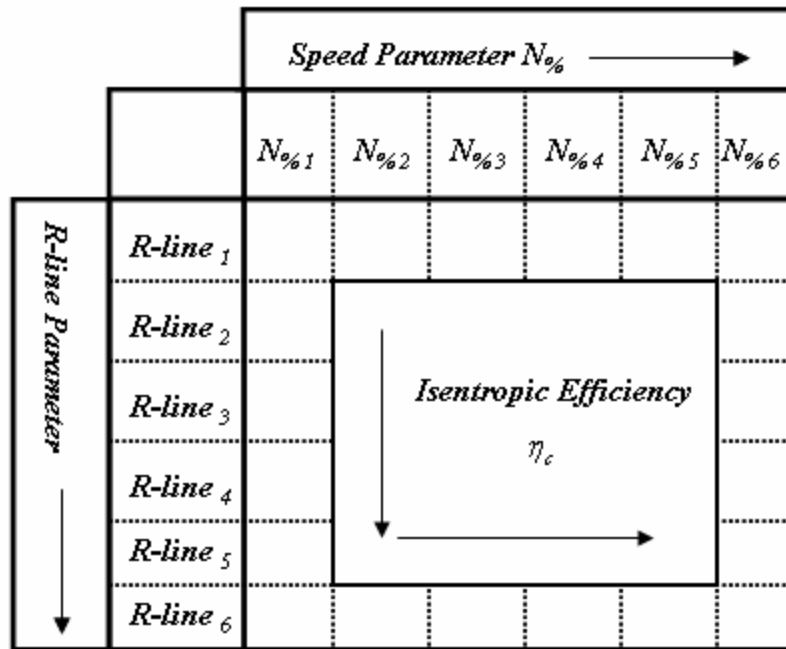 Speed Parameter N%
N%1 N%2 N%3 N%4 N%5 N%6
R-line Parameter
R-line 1
R-line 2
R-line 3
R-line 4
R-line 5
R-line 6
Isentropic Efficiency
ηc